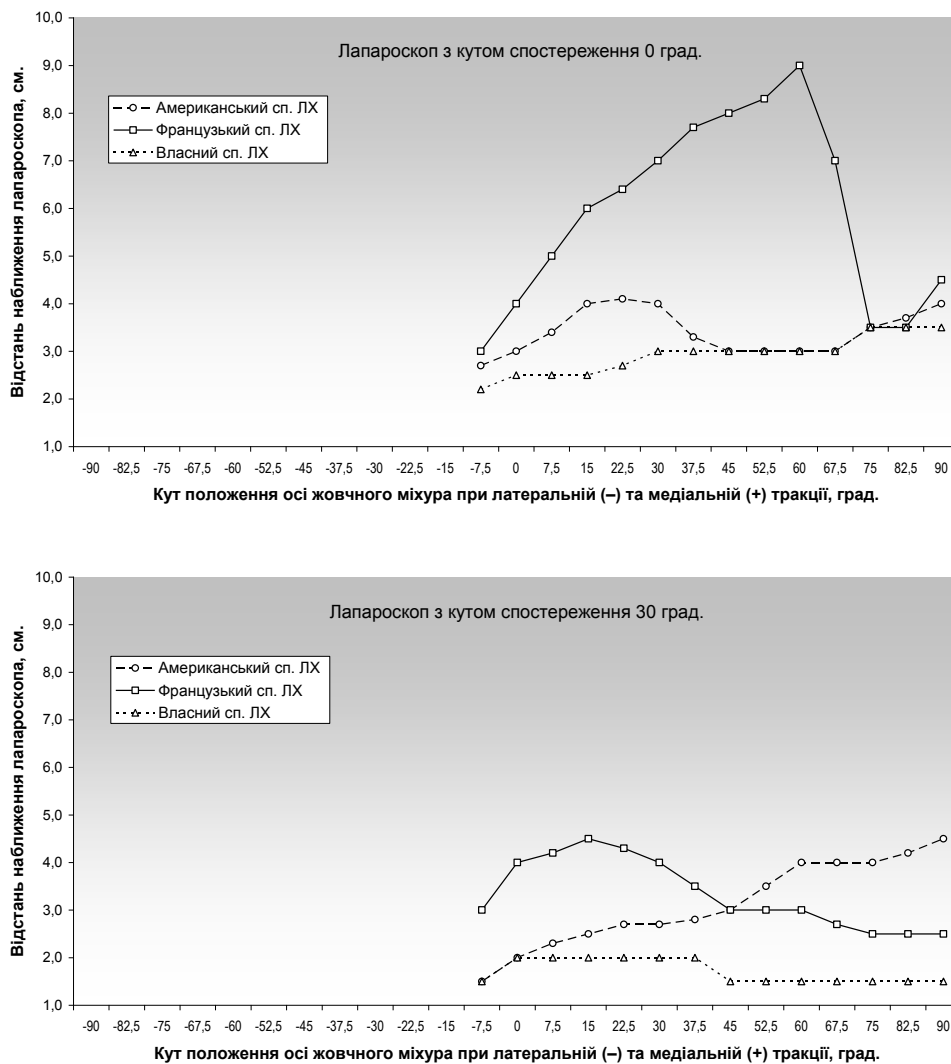 Лапароскоп з кутом спостереження 0 град.
Відстань наближення лапароскопа, см.
10,0
9,0
8,0
7,0
6,0
5,0
4,0
3,0
2,0
1,0
Американський сп. ЛХ
Французький сп. ЛХ
Власний сп. ЛХ
-90 -82,5 -75 -67,5 -60 -52,5 -45 -37,5 -30 -22,5 -15 -7,5 0 7,5 15 22,5 30 37,5 45 52,5 60 67,5 75 82,5 90
Кут положення осі жовчного міхура при латеральній (–) та медіальній (+) тракції, град.
Лапароскоп з кутом спостереження 30 град.
Відстань наближення лапароскопа, см.
10,0
9,0
8,0
7,0
6,0
5,0
4,0
3,0
2,0
1,0
Американський сп. ЛХ
Французький сп. ЛХ
Власний сп. ЛХ
-90 -82,5 -75 -67,5 -60 -52,5 -45 -37,5 -30 -22,5 -15 -7,5 0 7,5 15 22,5 30 37,5 45 52,5 60 67,5 75 82,5 90
Кут положення осі жовчного міхура при латеральній (–) та медіальній (+) тракції, град.